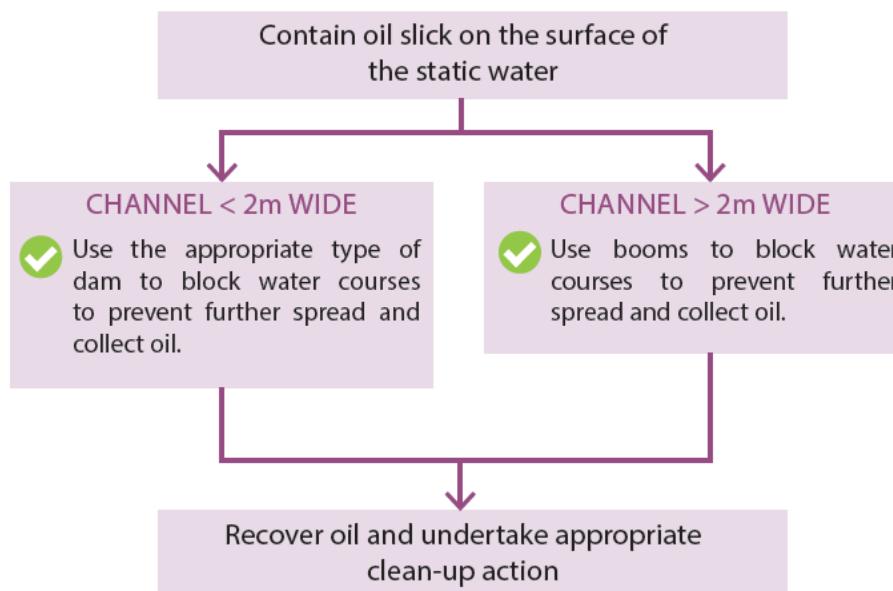 Contain oil slick on the surface of
the static water
CHANNEL < 2m WIDE
Use the appropriate type of
dam to block water courses
to prevent further spread and
collect oil.
CHANNEL > 2m WIDE
Use booms to block water
courses to prevent further
spread and collect oil.
Recover oil and undertake appropriate
clean-up action